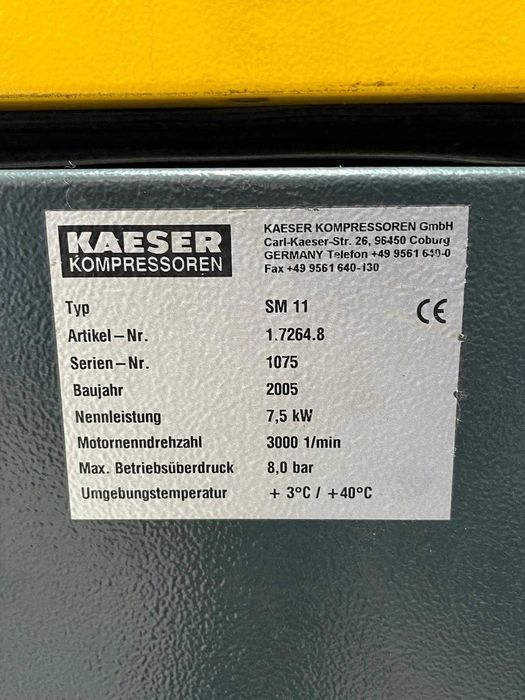 KAESER
KOMPRESSOREN
KAESER KOMPRESSOREN GmbH
Carl-Kaeser-Str. 26, 96450 Coburg
GERMANY Telefon +49 9561 640-0
Fax +49 9561 640-130
Typ SM 11 CE
Artikel-Nr. 1.7264.8
Serien-Nr. 1075
Baujahr 2005
Nennleistung 7,5 kW
Motornenndrehzahl 3000 1/min
Max. Betriebsüberdruck 8,0 bar
Umgebungstemperatur + 3°C / +40°C